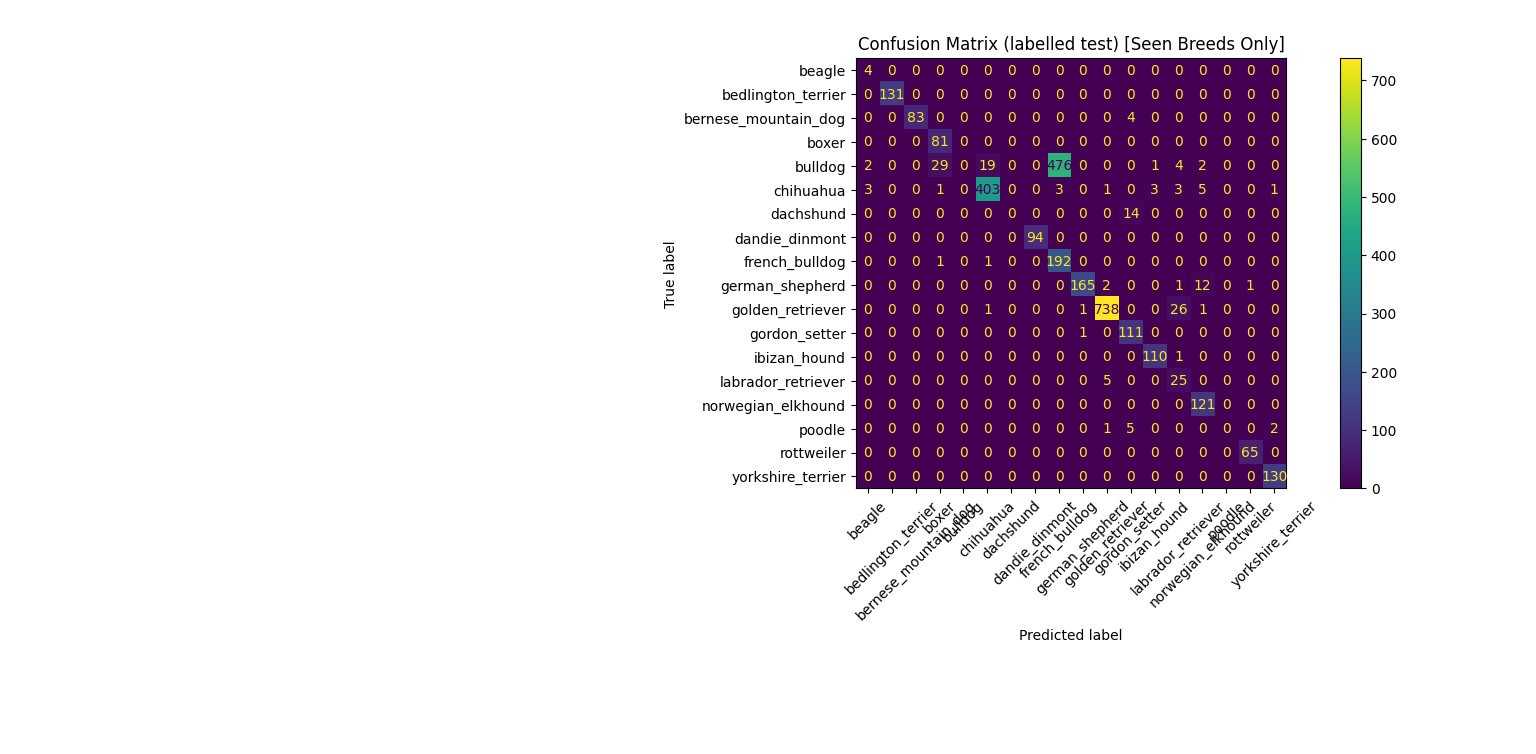 Confusion Matrix (labelled test) [Seen Breeds Only]
beagle 4 0 0 0 0 0 0 0 0 0 0 0 0 0 0 0 0 0
bedlington_terrier 0 131 0 0 0 0 0 0 0 0 0 0 0 0 0 0 0 0
bernese_mountain_dog 0 0 83 0 0 0 0 0 0 0 0 4 0 0 0 0 0 0
boxer 0 0 0 81 0 0 0 0 0 0 0 0 0 0 0 0 0 0
bulldog 2 0 0 29 0 19 0 0 476 0 0 0 1 4 2 0 0 0
chihuahua 3 0 0 1 0 403 0 0 3 0 1 0 3 3 5 0 0 1
dachshund 0 0 0 0 0 0 0 0 0 0 0 14 0 0 0 0 0 0
dandie_dinmont 0 0 0 0 0 0 0 94 0 0 0 0 0 0 0 0 0 0
french_bulldog 0 0 0 1 0 1 0 0 192 0 0 0 0 0 0 0 0 0
german_shepherd 0 0 0 0 0 0 0 0 0 165 2 0 0 1 12 0 1 0
golden_retriever 0 0 0 0 0 1 0 0 0 1 738 0 0 26 1 0 0 0
gordon_setter 0 0 0 0 0 0 0 0 0 1 0 111 0 0 0 0 0 0
ibizan_hound 0 0 0 0 0 0 0 0 0 0 0 0 110 1 0 0 0 0
labrador_retriever 0 0 0 0 0 0 0 0 0 0 5 0 0 25 0 0 0 0
norwegian_elkhound 0 0 0 0 0 0 0 0 0 0 0 0 0 0 121 0 0 0
poodle 0 0 0 0 0 0 0 0 0 0 1 5 0 0 0 0 0 2
rottweiler 0 0 0 0 0 0 0 0 0 0 0 0 0 0 0 0 65 0
yorkshire_terrier 0 0 0 0 0 0 0 0 0 0 0 0 0 0 0 0 0 130
True label
beagle
bedlington_terrier
bernese_mountain_dog
boxer
bulldog
chihuahua
dachshund
dandie_dinmont
french_bulldog
german_shepherd
golden_retriever
gordon_setter
ibizan_hound
labrador_retriever
norwegian_elkhound
poodle
rottweiler
yorkshire_terrier
Predicted label
700
600
500
400
300
200
100
0